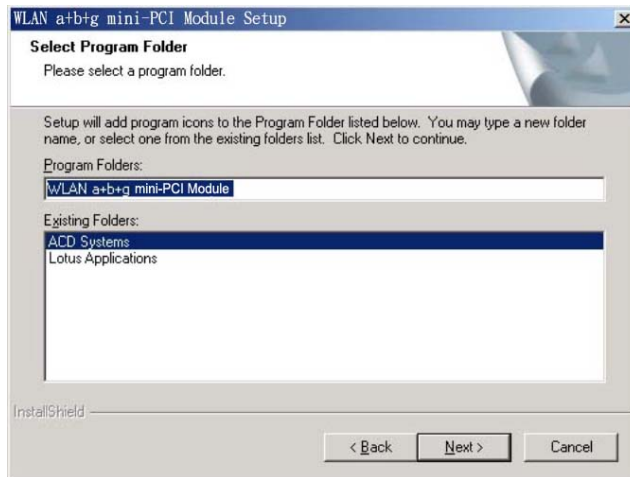 WLAN a+b+g mini-PCI Module Setup
Select Program Folder
Please select a program folder.
Setup will add program icons to the Program Folder listed below. You may type a new folder
name, or select one from the existing folders list. Click Next to continue.
Program Folders:
WLAN a+b+g mini-PCI Module
Existing Folders:
ACD Systems
Lotus Applications
InstallShield
< Back
Next >
Cancel